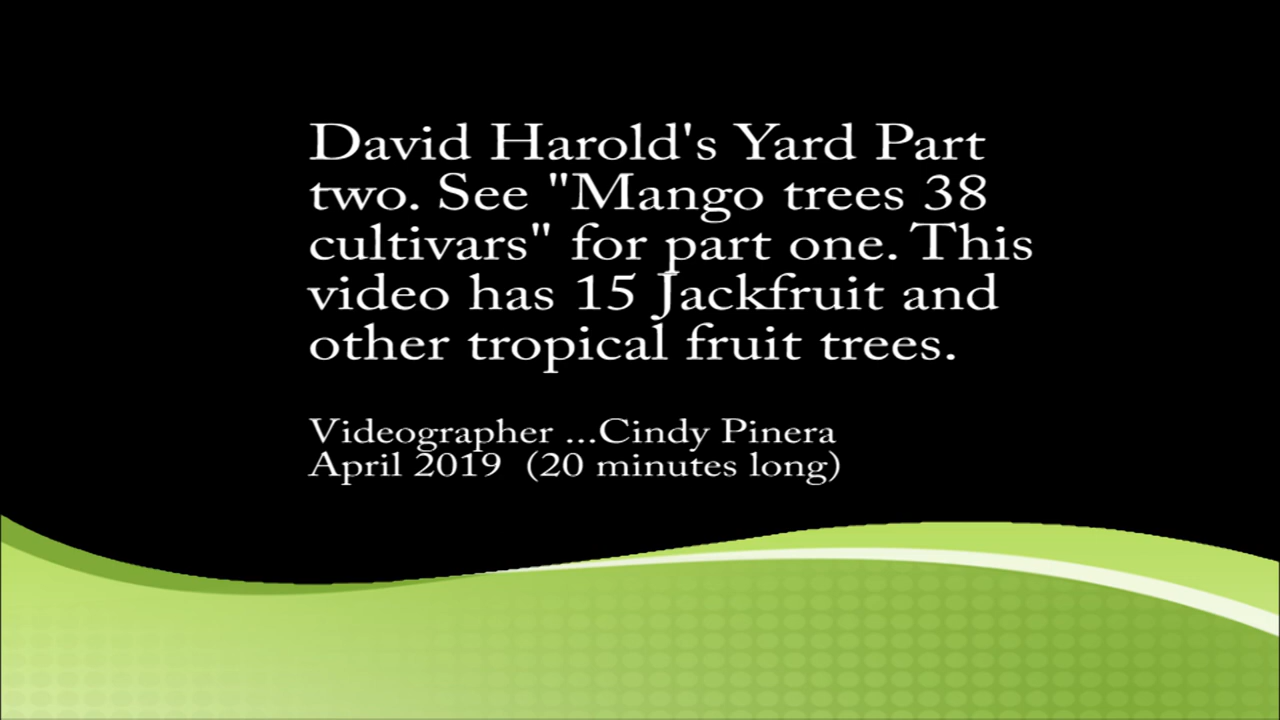 David Harold's Yard Part
two. See "Mango trees 38
cultivars" for part one. This
video has 15 Jackfruit and
other tropical fruit trees.
Videographer ...Cindy Pinera
April 2019 (20 minutes long)